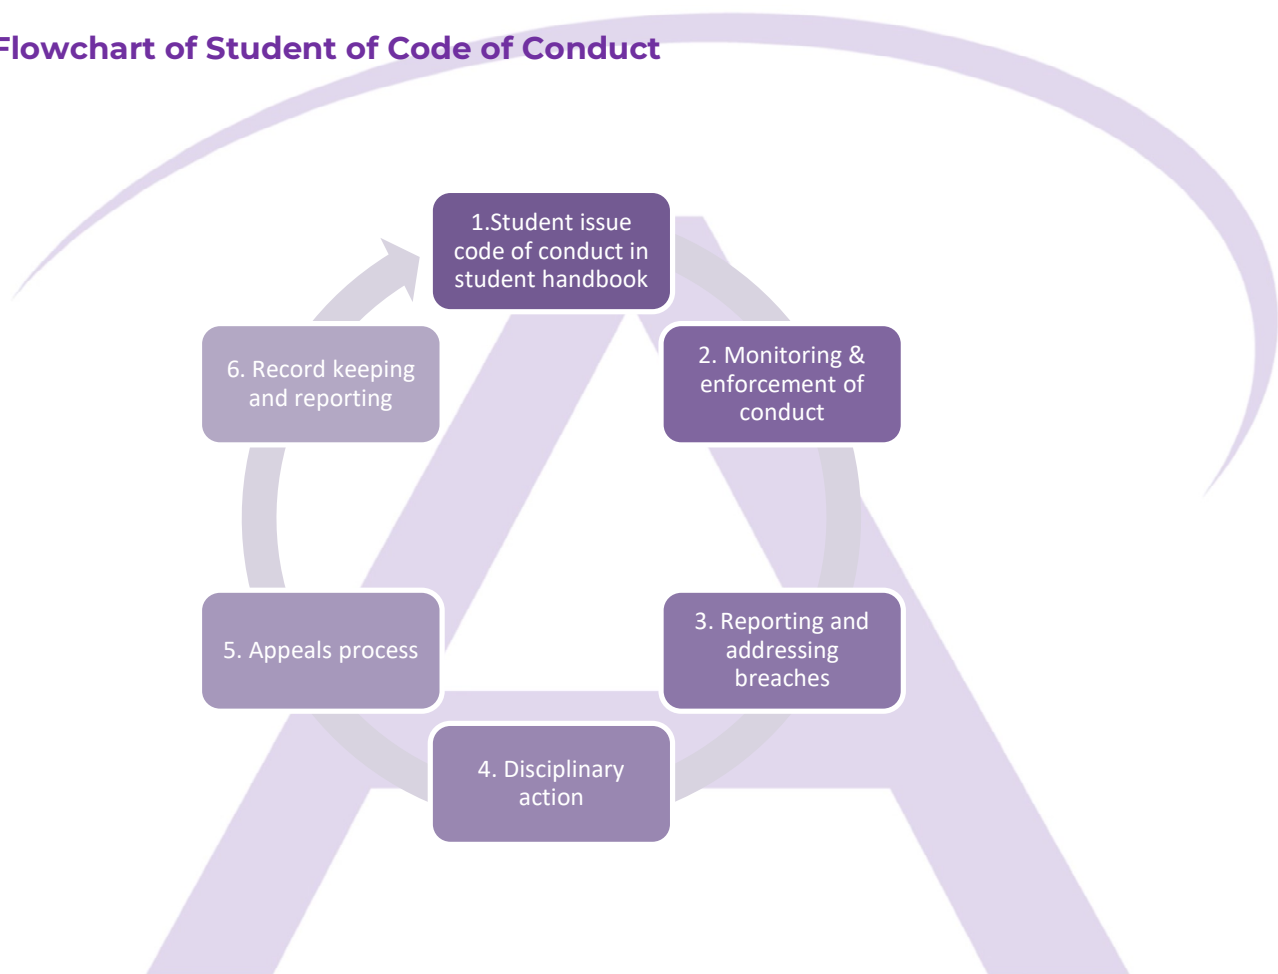 Flowchart of Student of Code of Conduct
1.Student issue
code of conduct in
student handbook
2. Monitoring &
enforcement of
conduct
3. Reporting and
addressing
breaches
4. Disciplinary
action
5. Appeals process
6. Record keeping
and reporting